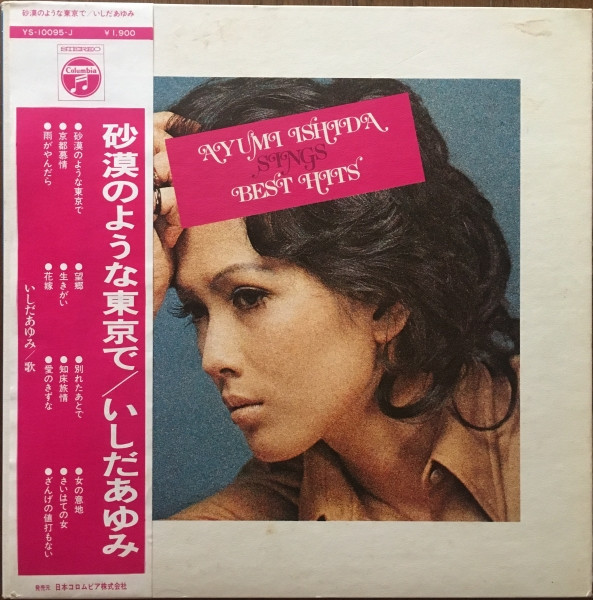 砂漠のような東京で/いしだあゆみ
YS-10095-J ¥1,900
STEREO
Columbia
砂漠のような東京で/いしだあゆみ
●砂漠のような東京で
●京都慕情
●雨がやんだら
●望郷
●生きがい
●花嫁
●別れたあとで
●知床旅情
●愛のきずな
●女の意地
●さいはての女
●ざんげの値打もない
いしだあゆみ/歌
発売元 日本コロムビア株式会社
AYUMI ISHIDA
SINGS
BEST HITS